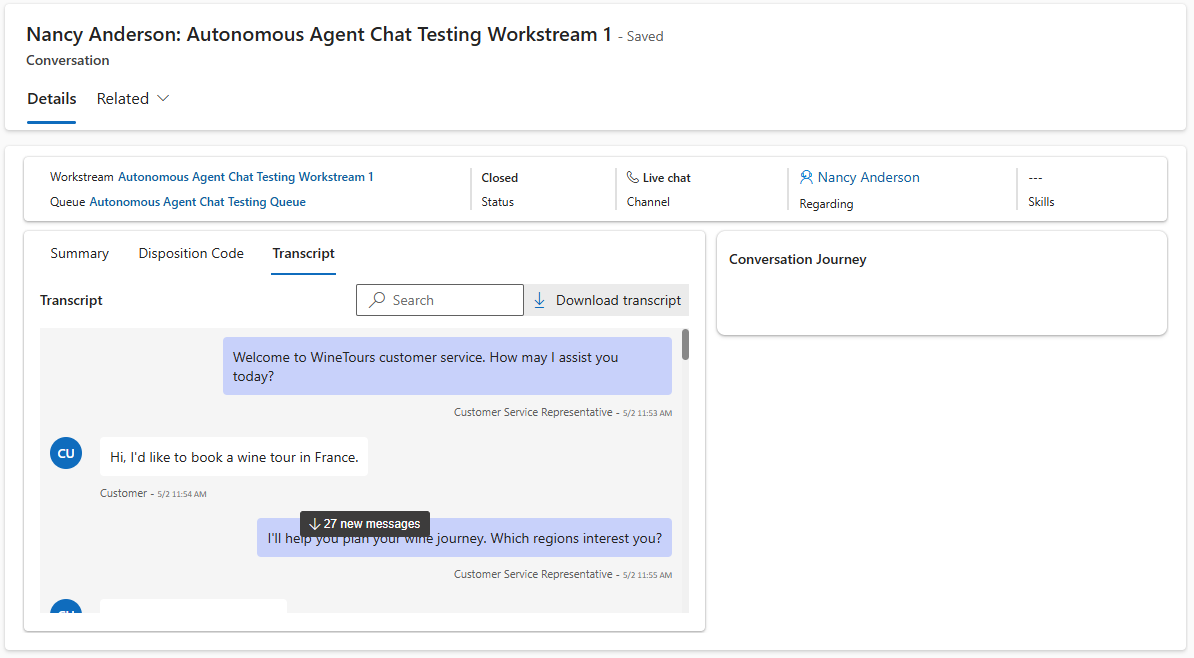 Nancy Anderson: Autonomous Agent Chat Testing Workstream 1 - Saved
Conversation
Details Related
Workstream Autonomous Agent Chat Testing Workstream 1
Queue Autonomous Agent Chat Testing Queue
Closed
Status
Live chat
Channel
Nancy Anderson
Regarding
---
Skills
Summary Disposition Code Transcript
Transcript
Search
Download transcript
Welcome to WineTours customer service. How may I assist you
today?
Customer Service Representative - 5/2 11:53 AM
CU
Hi, I'd like to book a wine tour in France.
Customer - 5/2 11:54 AM
27 new messages
I'll help you plan your wine journey. Which regions interest you?
Customer Service Representative - 5/2 11:55 AM
CU
Conversation Journey